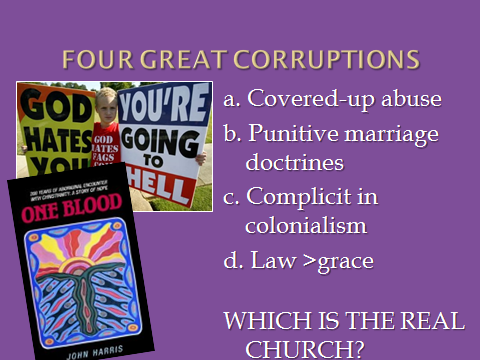 FOUR GREAT CORRUPTIONS
GOD
HATES
YOU
GOD
HATES
FAGS
YOU'RE
GOING
TO
HELL
200 YEARS OF ABORIGINAL ENCOUNTER
WITH CHRISTIANITY: A STORY OF HOPE
ONE BLOOD
JOHN HARRIS
a. Covered-up abuse
b. Punitive marriage
doctrines
c. Complicit in
colonialism
d. Law >grace
WHICH IS THE REAL
CHURCH?